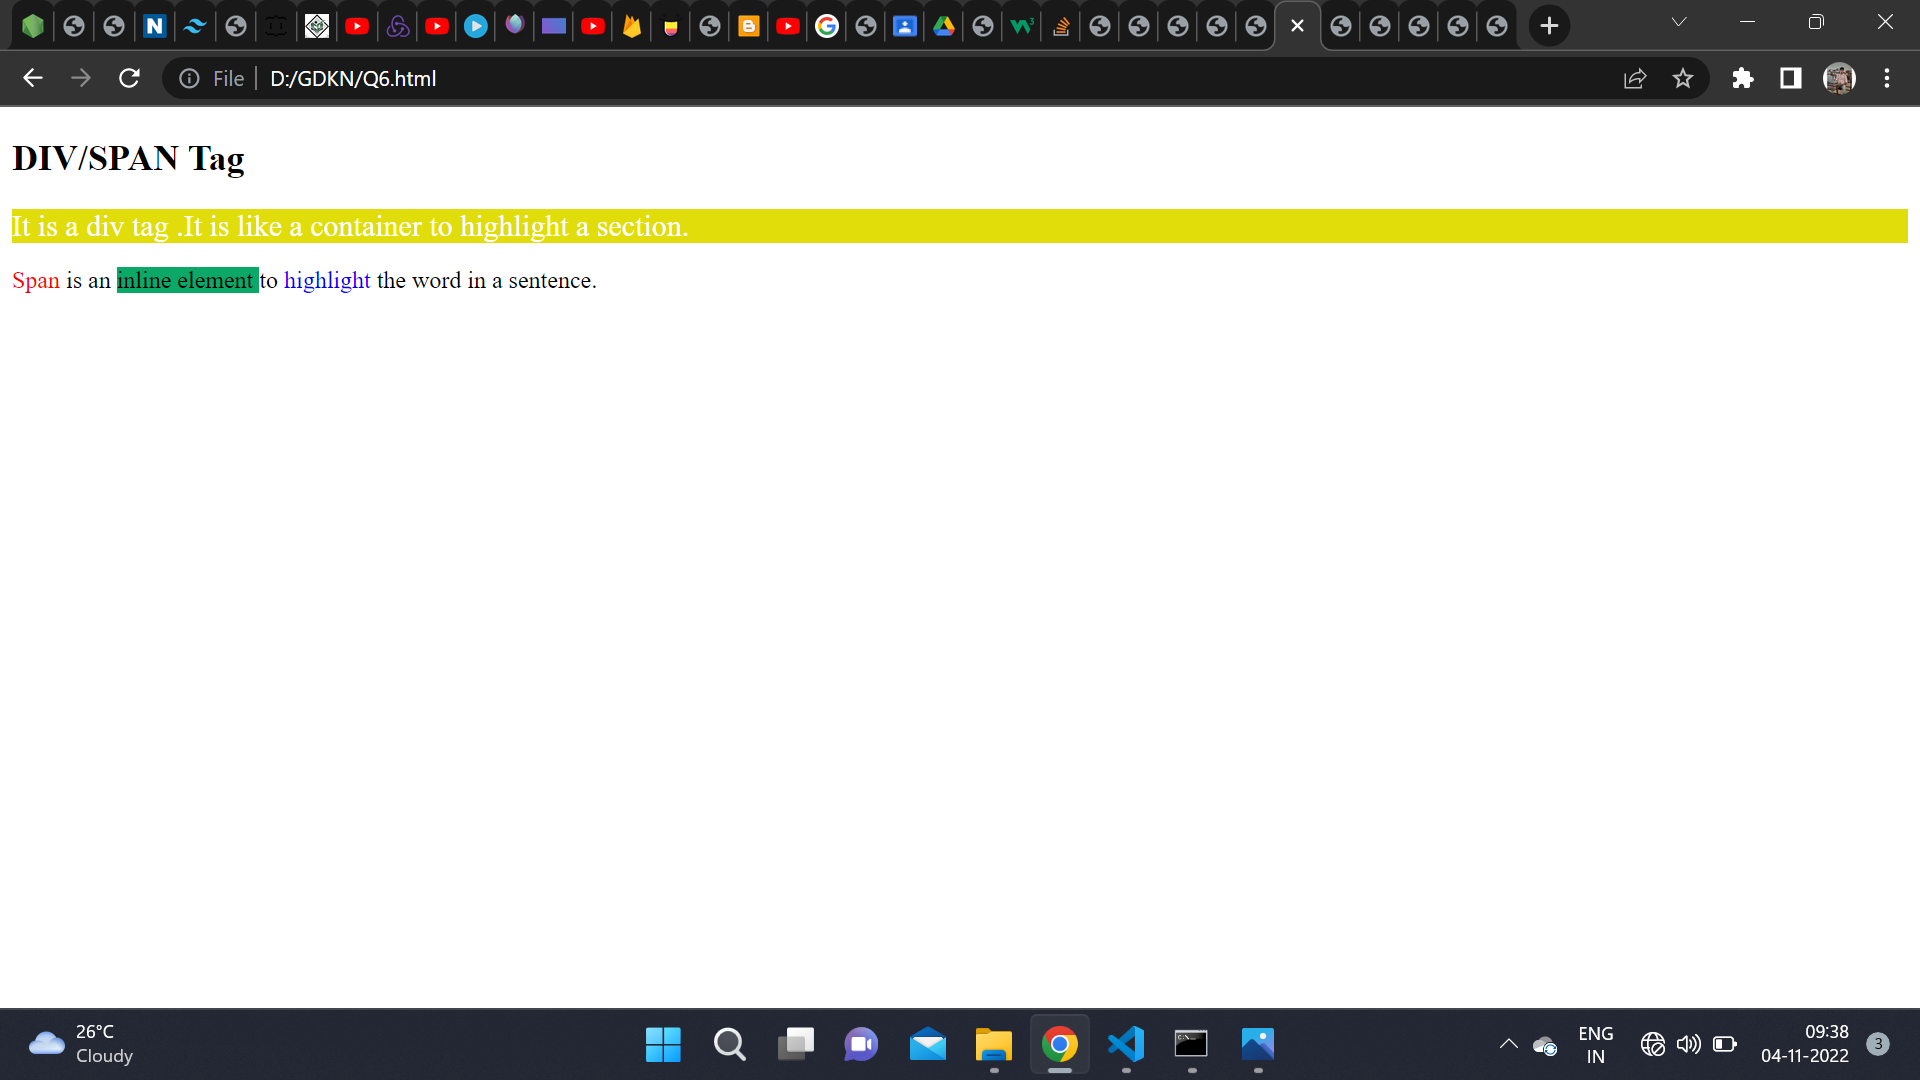 File D:/GDKN/Q6.html
DIV/SPAN Tag
It is a div tag .It is like a container to highlight a section.
Span is an inline element to highlight the word in a sentence.
26°C
Cloudy
ENG
IN
09:38
04-11-2022
3